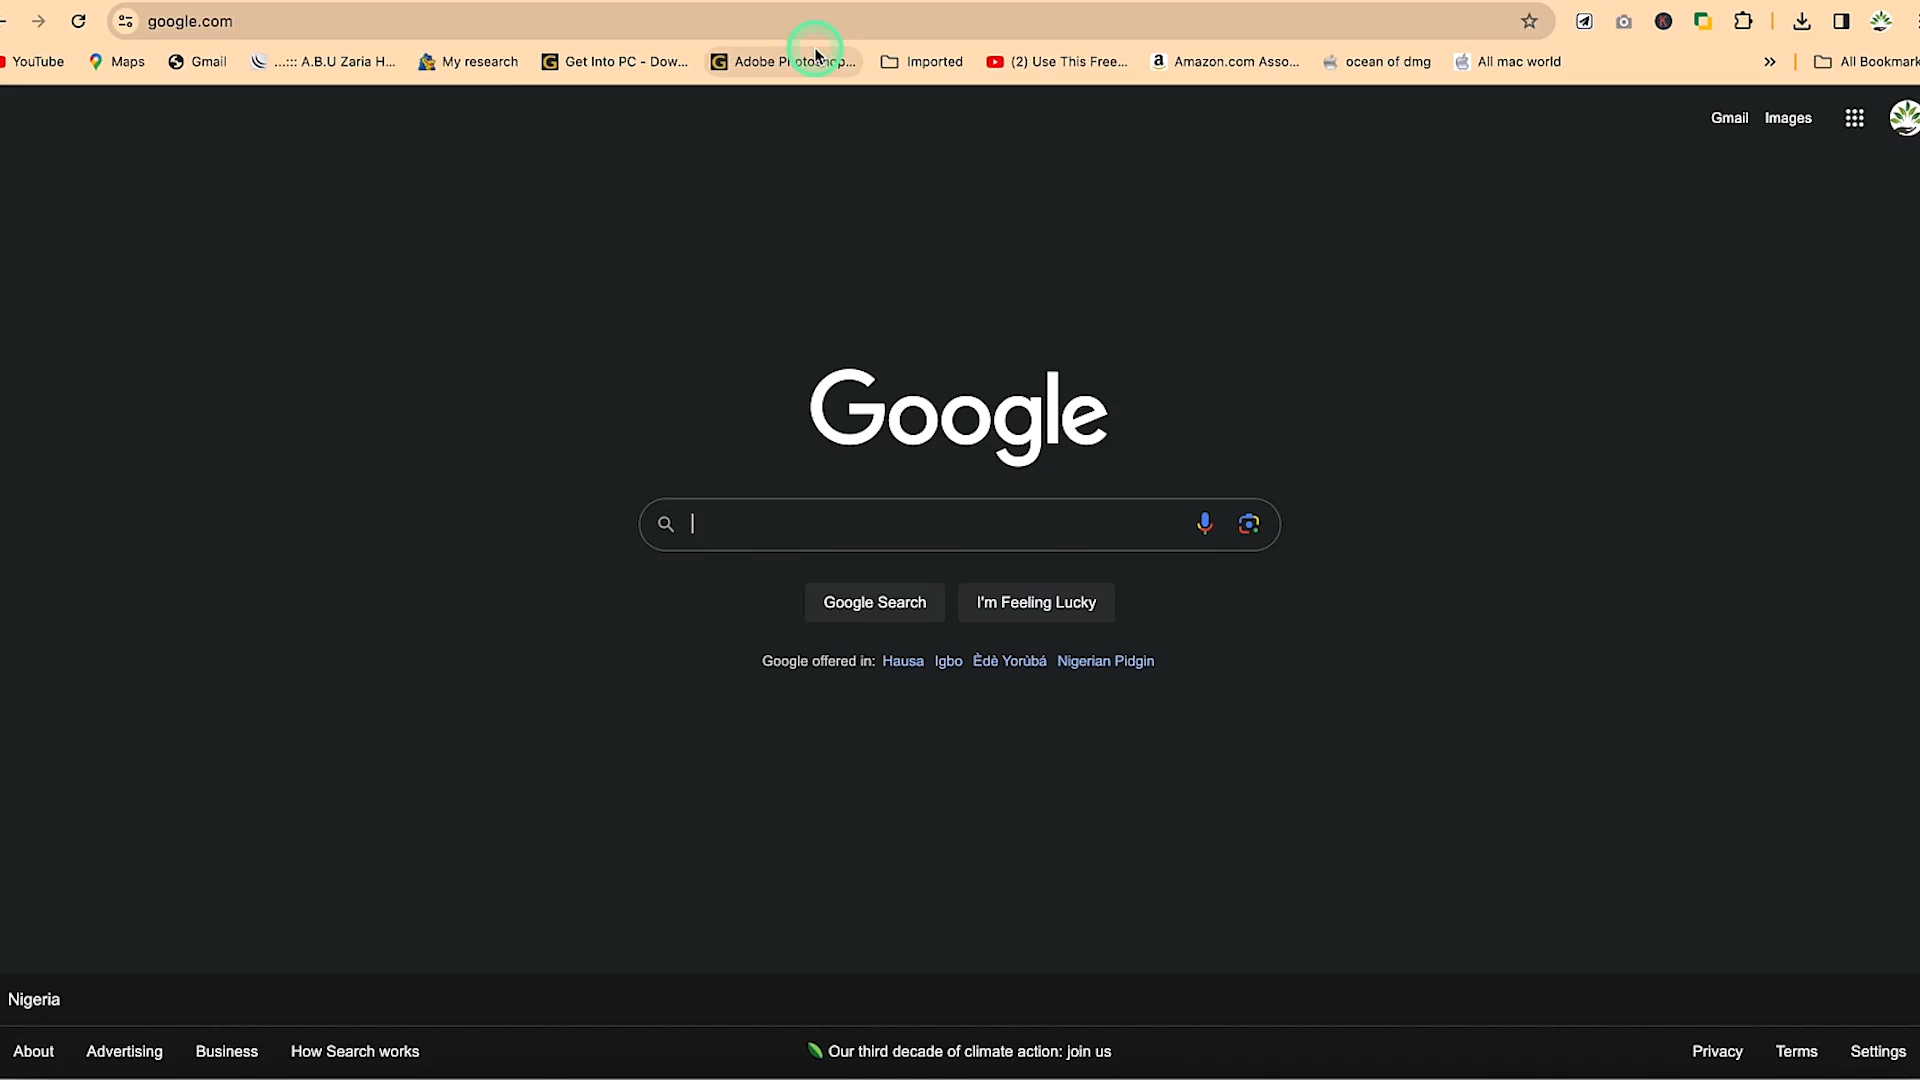 google.com
YouTube Maps Gmail ...::: A.B.U Zaria H... My research Get Into PC - Dow... Adobe Imported (2) Use This Free... Amazon.com Asso... ocean of dmg All mac world All Bookmark
Gmail Images
Google
Google Search I'm Feeling Lucky
Google offered in: Hausa Igbo Èdè Yorùbá Nigerian Pidgin
Nigeria
About Advertising Business How Search works Our third decade of climate action: join us Privacy Terms Settings